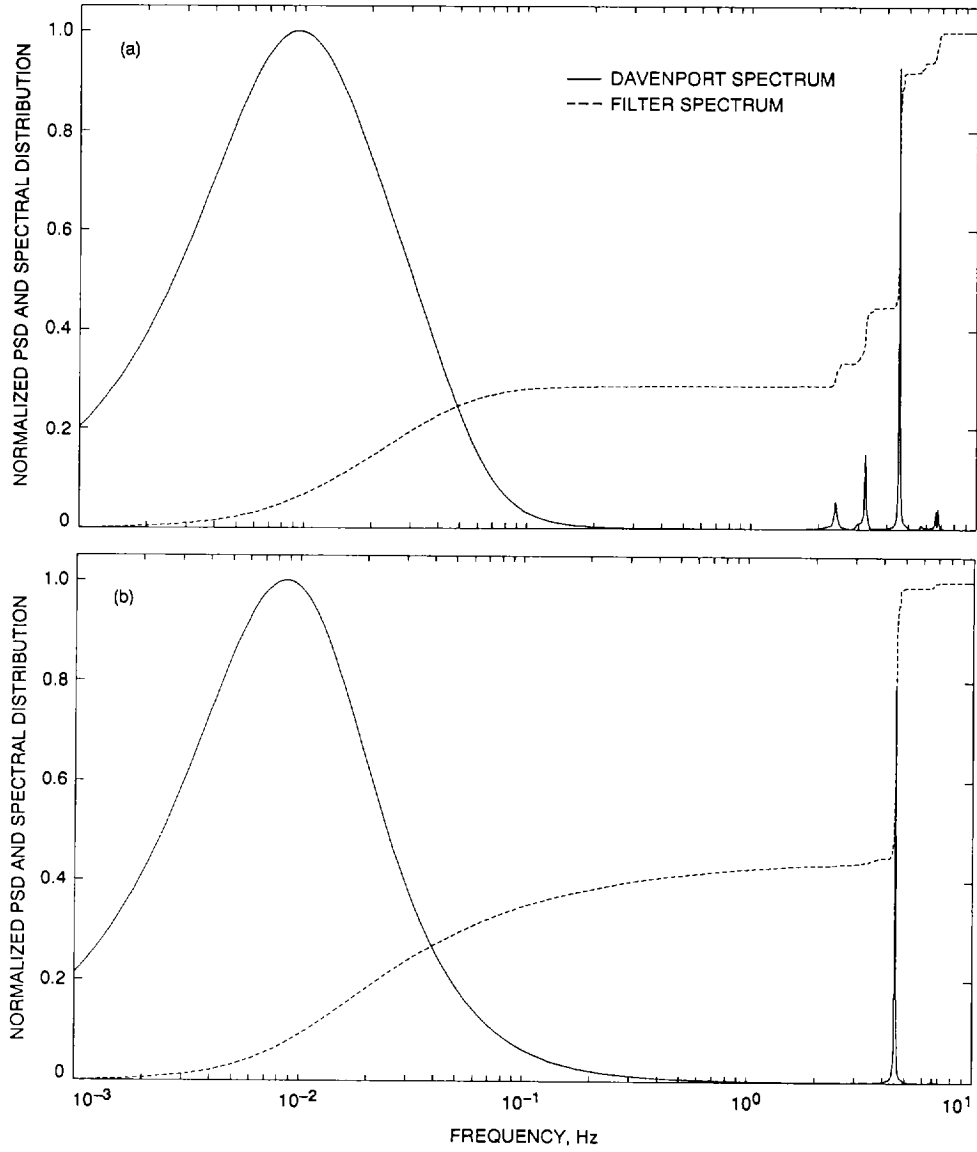 NORMALIZED PSD AND SPECTRAL DISTRIBUTION
1.0
0.8
0.6
0.4
0.2
0
(a)
DAVENPORT SPECTRUM
FILTER SPECTRUM
NORMALIZED PSD AND SPECTRAL DISTRIBUTION
1.0
0.8
0.6
0.4
0.2
0
(b)
10⁻³ 10⁻² 10⁻¹ 10⁰ 10¹
FREQUENCY, Hz